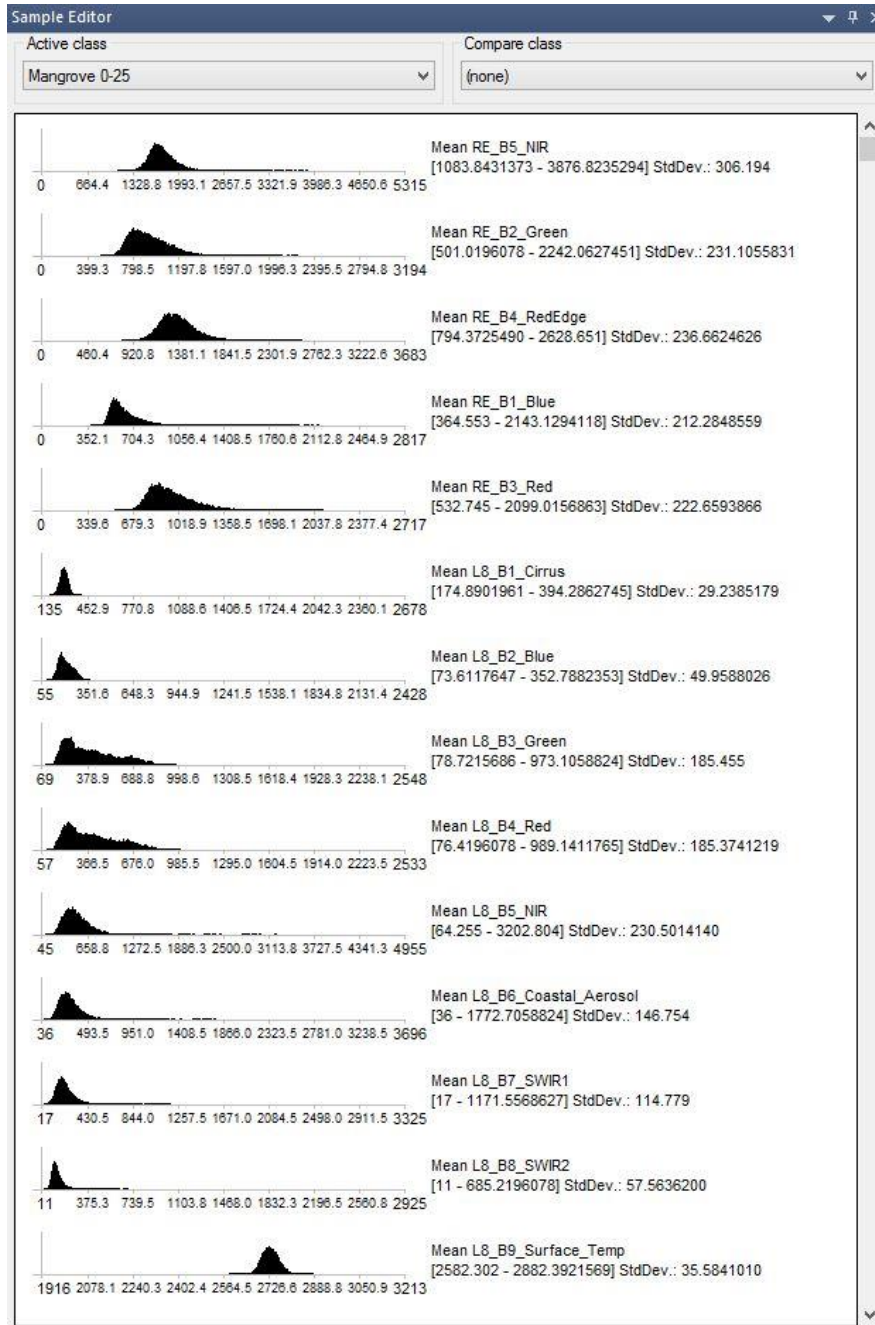 Sample Editor
Active class
Compare class
Mangrove 0-25
(none)
Mean RE_B5_NIR
[1083.8431373 - 3876.8235294] StdDev.: 306.194
0 664.4 1328.8 1993.1 2657.5 3321.9 3986.3 4650.6 5315
Mean RE_B2_Green
[501.0196078 - 2242.0627451] StdDev.: 231.1055831
0 399.3 798.5 1197.8 1597.0 1996.3 2395.5 2794.8 3194
Mean RE_B4_RedEdge
[794.3725490 - 2628.651] StdDev.: 236.6624626
0 460.4 920.8 1381.1 1841.5 2301.9 2762.3 3222.6 3683
Mean RE_B1_Blue
[364.553 - 2143.1294118] StdDev.: 212.2848559
0 352.1 704.3 1056.4 1408.5 1760.6 2112.8 2464.9 2817
Mean RE_B3_Red
[532.745 - 2099.0156863] StdDev.: 222.6593866
0 339.6 679.3 1018.9 1358.5 1698.1 2037.8 2377.4 2717
Mean L8_B1_Cirrus
[174.8901961 - 394.2862745] StdDev.: 29.2385179
135 452.9 770.8 1088.6 1406.5 1724.4 2042.3 2360.1 2678
Mean L8_B2_Blue
[73.6117647 - 352.7882353] StdDev.: 49.9588026
55 351.6 648.3 944.9 1241.5 1538.1 1834.8 2131.4 2428
Mean L8_B3_Green
[78.7215686 - 973.1058824] StdDev.: 185.455
69 378.9 688.8 998.6 1308.5 1618.4 1928.3 2238.1 2548
Mean L8_B4_Red
[76.4196078 - 989.1411765] StdDev.: 185.3741219
57 366.5 676.0 985.5 1295.0 1604.5 1914.0 2223.5 2533
Mean L8_B5_NIR
[64.255 - 3202.804] StdDev.: 230.5014140
45 658.8 1272.5 1886.3 2500.0 3113.8 3727.5 4341.3 4955
Mean L8_B6_Coastal_Aerosol
[36 - 1772.7058824] StdDev.: 146.754
36 493.5 951.0 1408.5 1866.0 2323.5 2781.0 3238.5 3696
Mean L8_B7_SWIR1
[17 - 1171.5568627] StdDev.: 114.779
17 430.5 844.0 1257.5 1671.0 2084.5 2498.0 2911.5 3325
Mean L8_B8_SWIR2
[11 - 685.2196078] StdDev.: 57.5636200
11 375.3 739.5 1103.8 1468.0 1832.3 2196.5 2560.8 2925
Mean L8_B9_Surface_Temp
[2582.302 - 2882.3921569] StdDev.: 35.5841010
1916 2078.1 2240.3 2402.4 2564.5 2726.6 2888.8 3050.9 3213